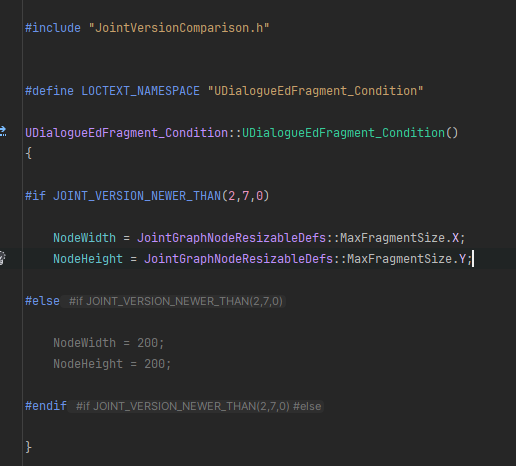 #include "JointVersionComparison.h"
#define LOCTEXT_NAMESPACE "UDialogueEdFragment_Condition"
UDialogueEdFragment_Condition::UDialogueEdFragment_Condition()
{
#if JOINT_VERSION_NEWER_THAN(2,7,0)
NodeWidth = JointGraphNodeResizableDefs::MaxFragmentSize.X;
NodeHeight = JointGraphNodeResizableDefs::MaxFragmentSize.Y;
#else #if JOINT_VERSION_NEWER_THAN(2,7,0)
NodeWidth = 200;
NodeHeight = 200;
#endif #if JOINT_VERSION_NEWER_THAN(2,7,0) #else
}